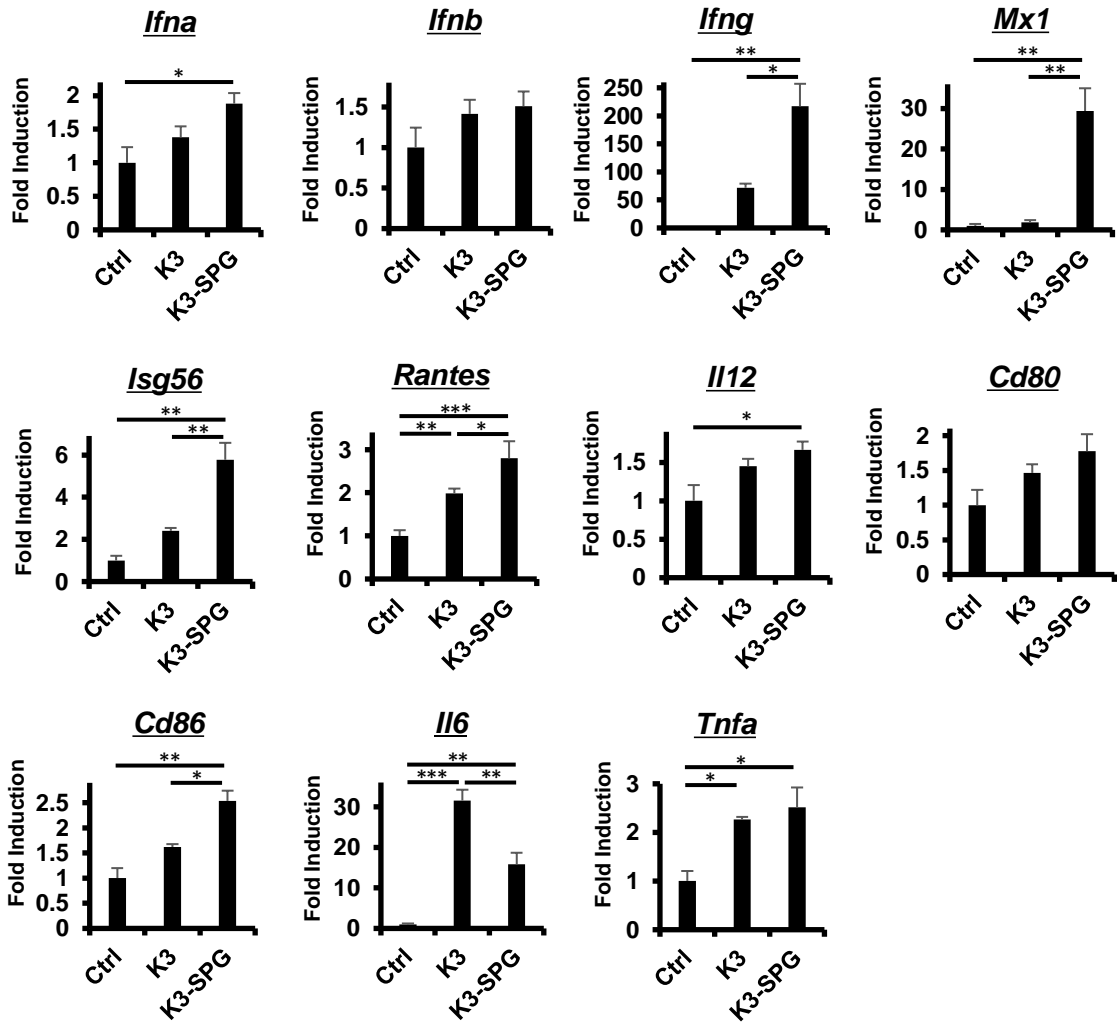 Ifna
*
Fold Induction
2
1.5
1
0.5
0
Ctrl
K3
K3-SPG
Ifnb
Fold Induction
1.5
1
0.5
0
Ctrl
K3
K3-SPG
Ifng
**
*
Fold Induction
250
200
150
100
50
0
Ctrl
K3
K3-SPG
Mx1
**
**
Fold Induction
30
20
10
0
Ctrl
K3
K3-SPG
Isg56
**
**
Fold Induction
6
4
2
0
Ctrl
K3
K3-SPG
Rantes
***
** *
Fold Induction
3
2
1
0
Ctrl
K3
K3-SPG
Il12
*
Fold Induction
1.5
1
0.5
0
Ctrl
K3
K3-SPG
Cd80
Fold Induction
2
1.5
1
0.5
0
Ctrl
K3
K3-SPG
Cd86
**
*
Fold Induction
2.5
2
1.5
1
0.5
0
Ctrl
K3
K3-SPG
Il6
**
*** **
Fold Induction
30
20
10
0
Ctrl
K3
K3-SPG
Tnfa
*
*
Fold Induction
3
2
1
0
Ctrl
K3
K3-SPG